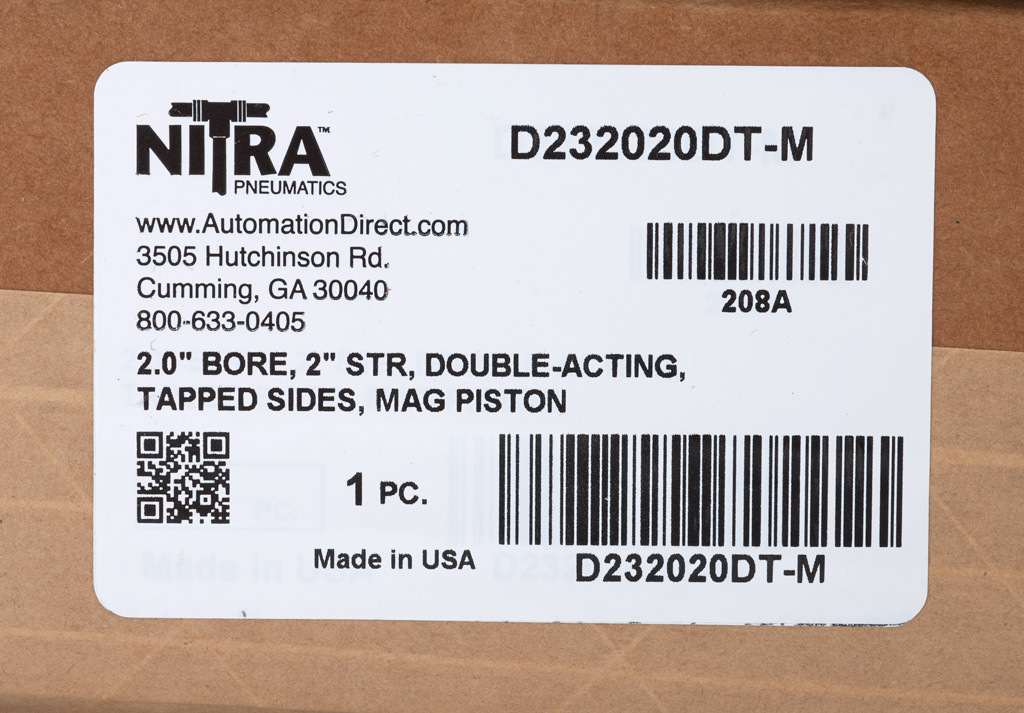 NITRA™
PNEUMATICS
D232020DT-M
www.AutomationDirect.com
3505 Hutchinson Rd.
Cumming, GA 30040
800-633-0405
208A
2.0" BORE, 2" STR, DOUBLE-ACTING,
TAPPED SIDES, MAG PISTON
1 PC.
Made in USA
D232020DT-M